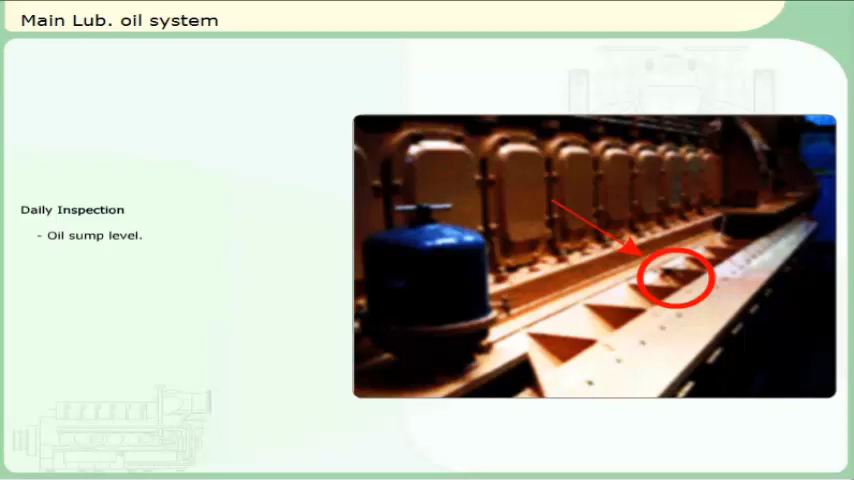 Main Lub. oil system
Daily Inspection
- Oil sump level.